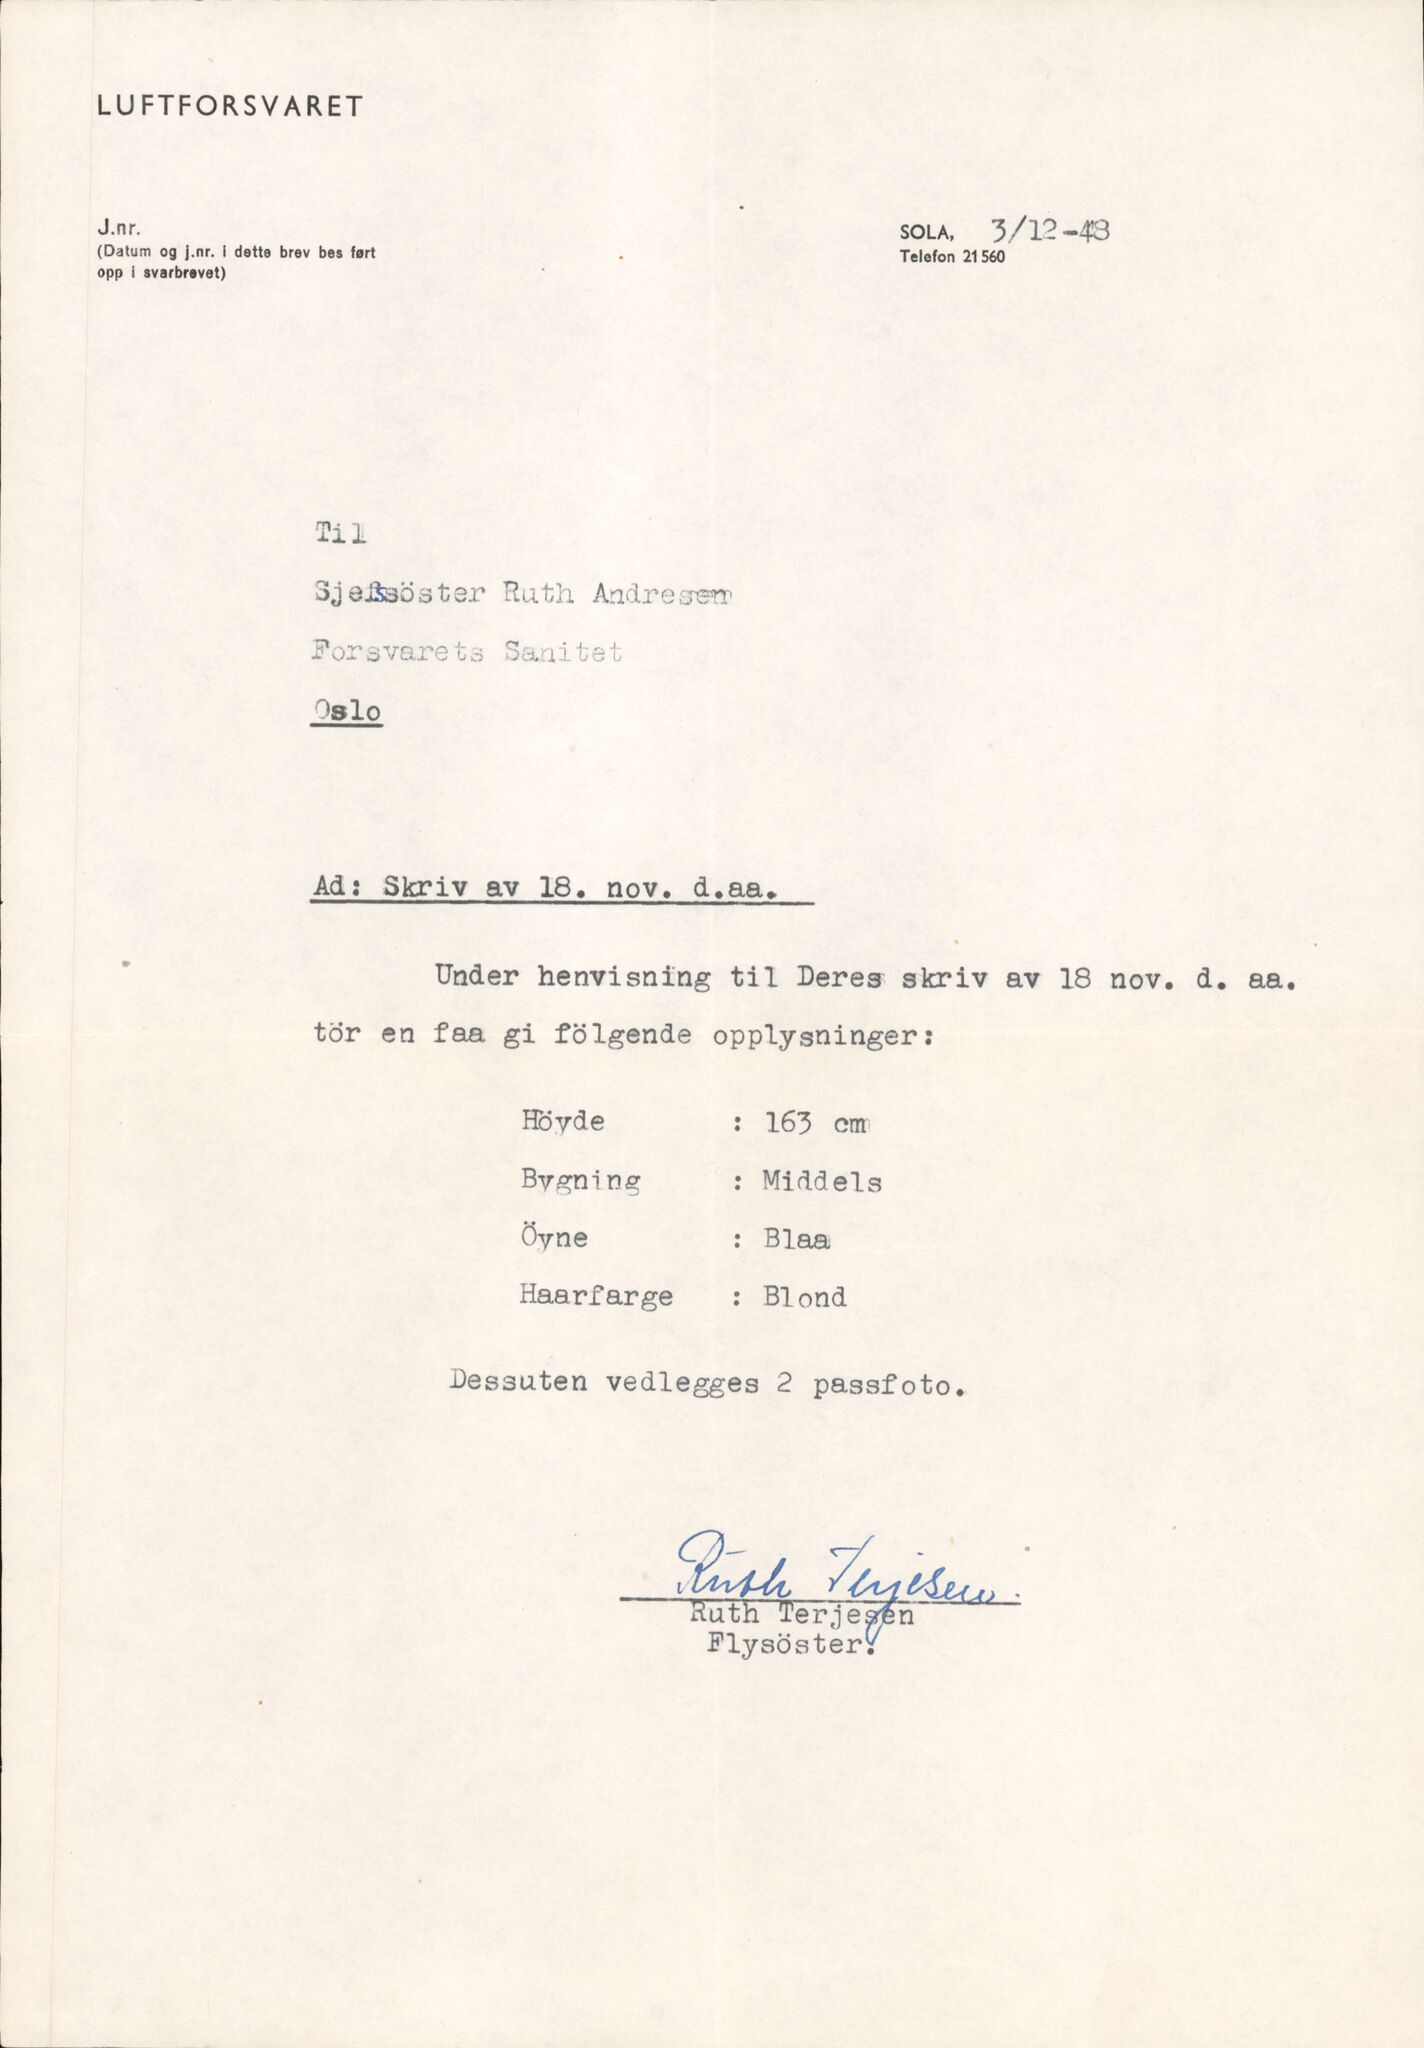 LUFTFORSVARET
J.nr.
(Datum og j.nr. i dette brev bes ført
opp i svarbrevet)
SOLA, 3/12-48
Telefon 21560
Til
Sjefssöster Ruth Andresen
Forsvarets Sanitet
Oslo
Ad: Skriv av 18. nov. d.aa.
Under henvisning til Deres skriv av 18 nov. d. aa.
tör en faa gi fölgende opplysninger:
Höyde : 163 cm
Bygning : Middels
Öyne : Blaa
Haarfarge : Blond
Dessuten vedlegges 2 passfoto.
Ruth Terjesen.
Ruth Terjesen
Flysöster.